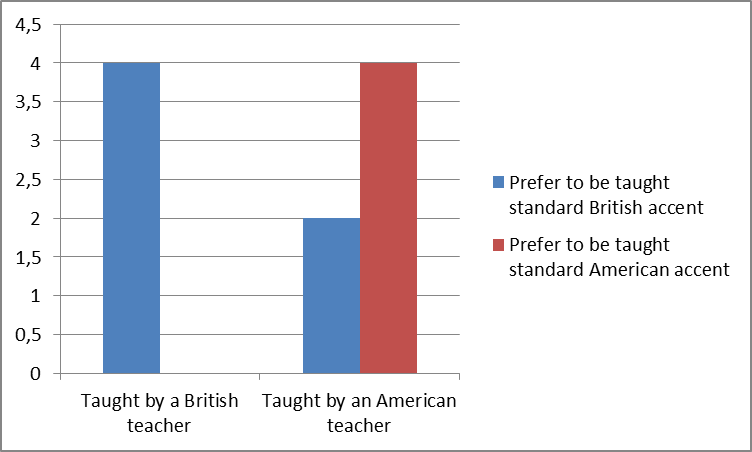 4,5
4
3,5
3
2,5
2
1,5
1
0,5
0
Taught by a British
teacher
Taught by an American
teacher
Prefer to be taught
standard British accent
Prefer to be taught
standard American accent